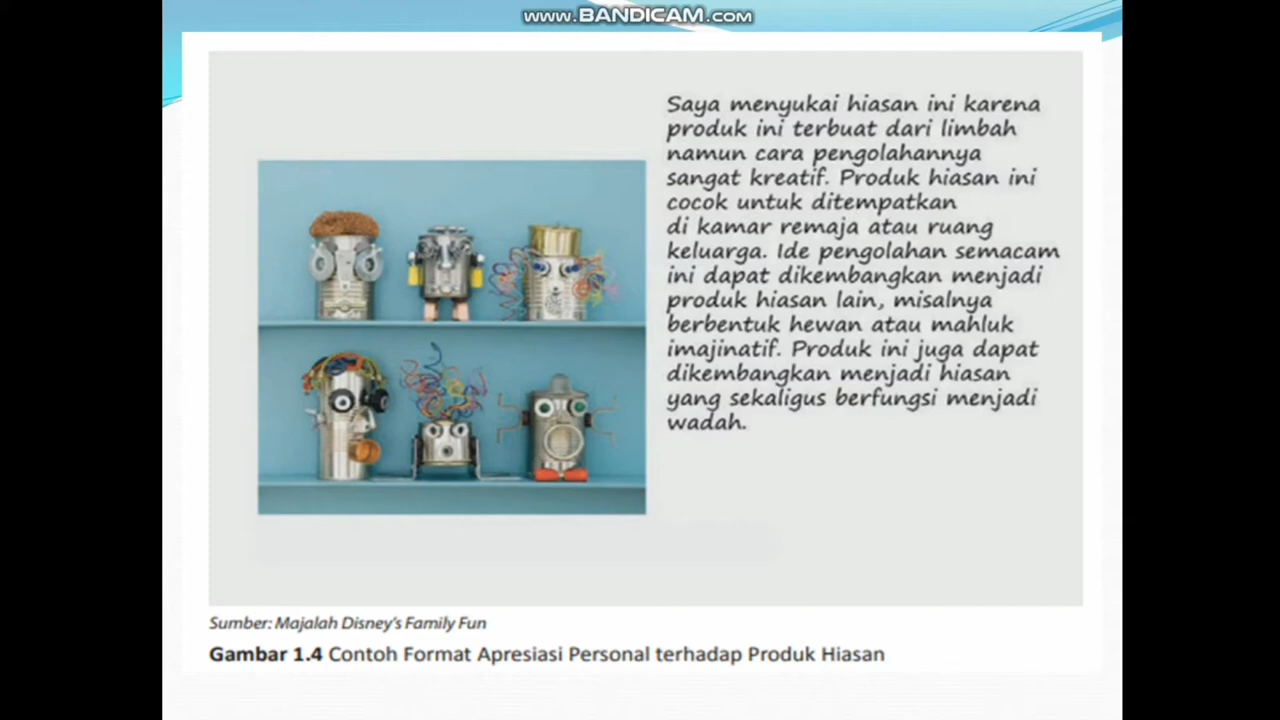 www.BANDICAM.com
Saya menyukai hiasan ini karena
produk ini terbuat dari limbah
namun cara pengolahannya
sangat kreatif. Produk hiasan ini
cocok untuk ditempatkan
di kamar remaja atau ruang
keluarga. Ide pengolahan semacam
ini dapat dikembangkan menjadi
produk hiasan lain, misalnya
berbentuk hewan atau mahluk
imajinatif. Produk ini juga dapat
dikembangkan menjadi hiasan
yang sekaligus berfungsi menjadi
wadah.
Sumber: Majalah Disney's Family Fun
Gambar 1.4 Contoh Format Apresiasi Personal terhadap Produk Hiasan